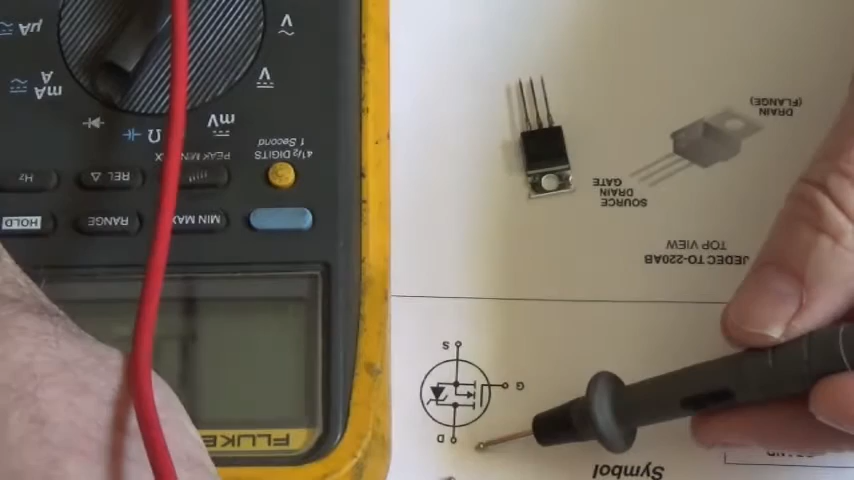 µA
mA
A
V
V
mV
Ω
PEAK MIN MAX
1 Second
4½ DIGITS
Hz
REL △
HOLD
RANGE
MIN MAX
FLUKE
DRAIN
(FLANGE)
SOURCE
DRAIN
GATE
JEDEC TO-220AB
TOP VIEW
Symbol
D
G
S